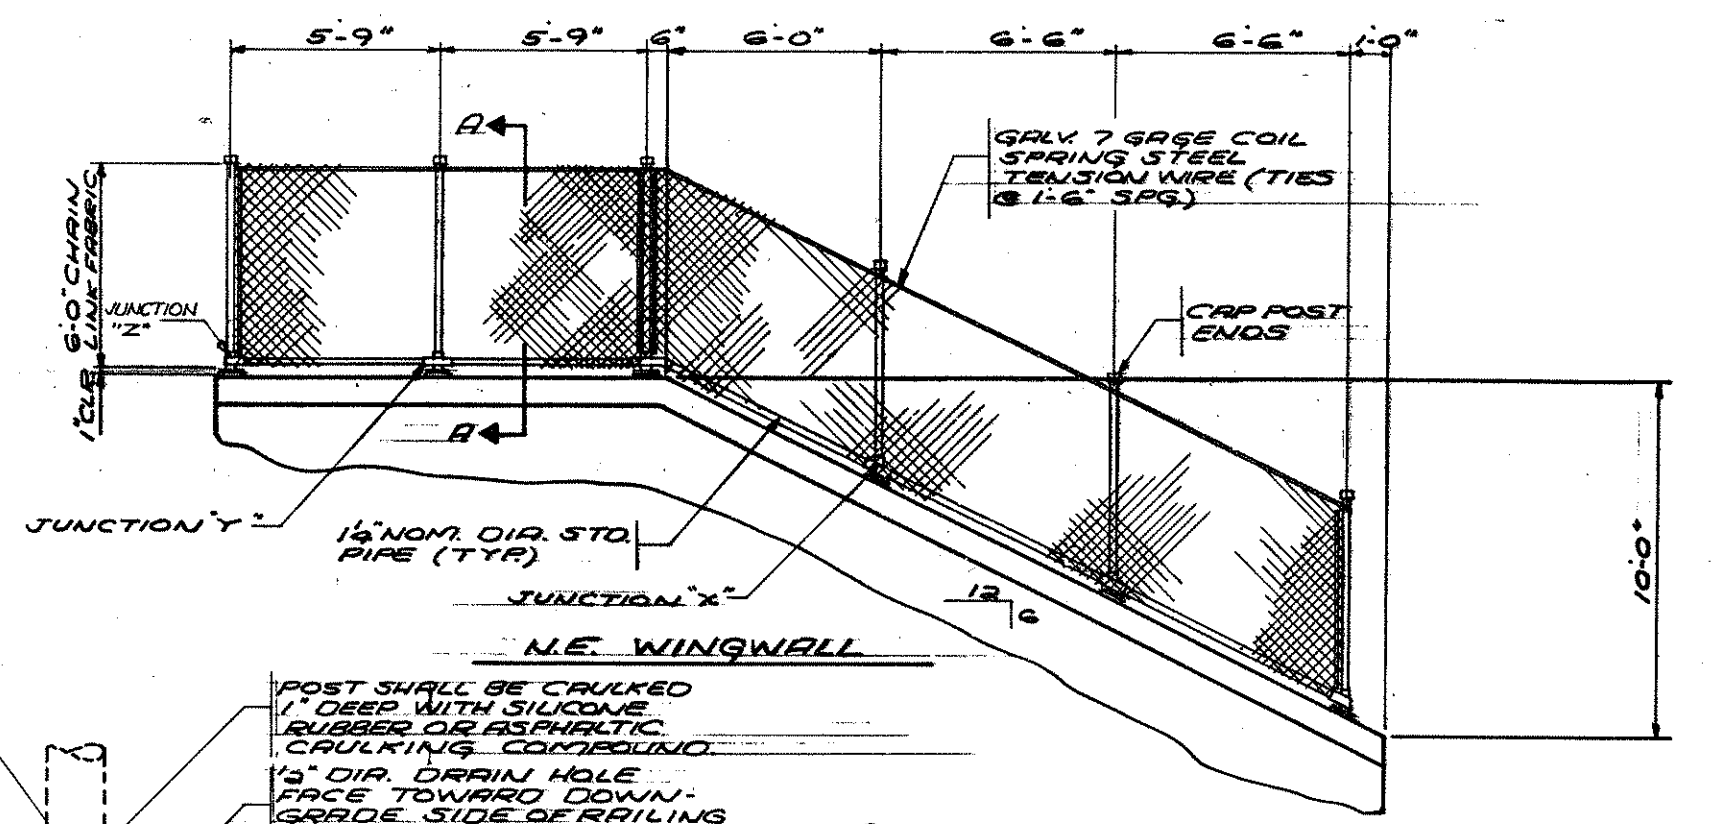 5'-9" 5'-9" 6" 6'-0" 6'-6" 6'-6" 1'-0"
A
GALV. 7 GAGE COIL
SPRING STEEL
TENSION WIRE (TIES
@ 1'-6" SPG.)
6'-0" CHAIN
LINK FABRIC
JUNCTION
"Z"
CAP POST
ENDS
1" CLR
A
JUNCTION "Y"
1¼" NOM. DIA. STD.
PIPE (TYP.)
JUNCTION "X"
12
6
10'-0"
N.E. WINGWALL
POST SHALL BE CAULKED
1" DEEP WITH SILICONE
RUBBER OR ASPHALTIC
CAULKING COMPOUND.
½" DIA. DRAIN HOLE
FACE TOWARD DOWN-
GRADE SIDE OF RAILING